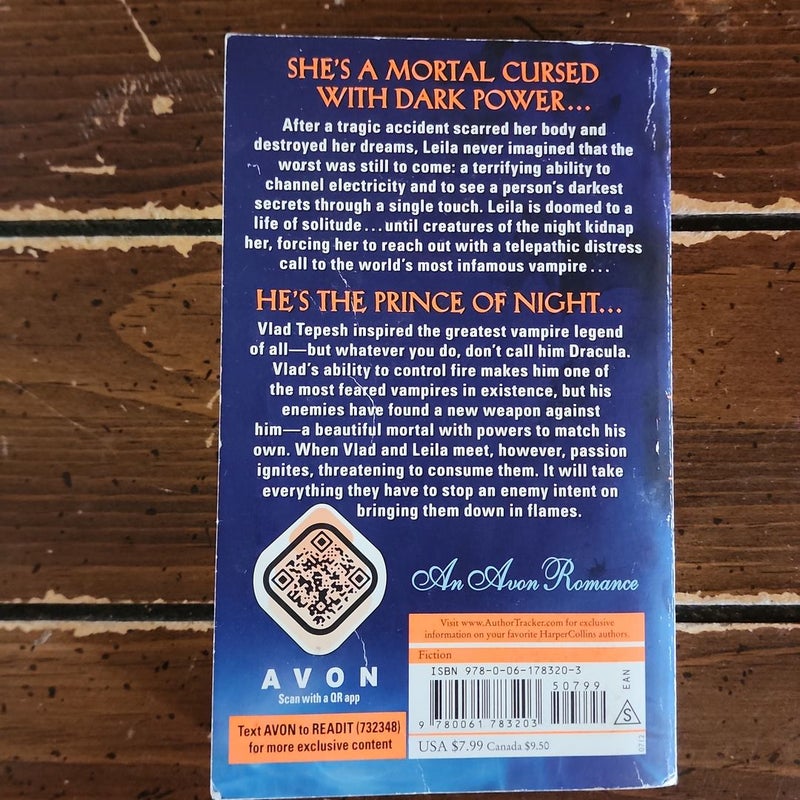 SHE'S A MORTAL CURSED
WITH DARK POWER...
After a tragic accident scarred her body and
destroyed her dreams, Leila never imagined that the
worst was still to come: a terrifying ability to
channel electricity and to see a person's darkest
secrets through a single touch. Leila is doomed to a
life of solitude...until creatures of the night kidnap
her, forcing her to reach out with a telepathic distress
call to the world's most infamous vampire...
HE'S THE PRINCE OF NIGHT...
Vlad Tepesh inspired the greatest vampire legend
of all—but whatever you do, don't call him Dracula.
Vlad's ability to control fire makes him one of
the most feared vampires in existence, but his
enemies have found a new weapon against
him—a beautiful mortal with powers to match his
own. When Vlad and Leila meet, however, passion
ignites, threatening to consume them. It will take
everything they have to stop an enemy intent on
bringing them down in flames.
An Avon Romance
AVON
Scan with a QR app
Text AVON to READIT (732348)
for more exclusive content
Visit www.AuthorTracker.com for exclusive
information on your favorite HarperCollins authors.
Fiction
ISBN 978-0-06-178320-3
50799
EAN
S
9 780061 783203
USA $7.99 Canada $9.50
0712